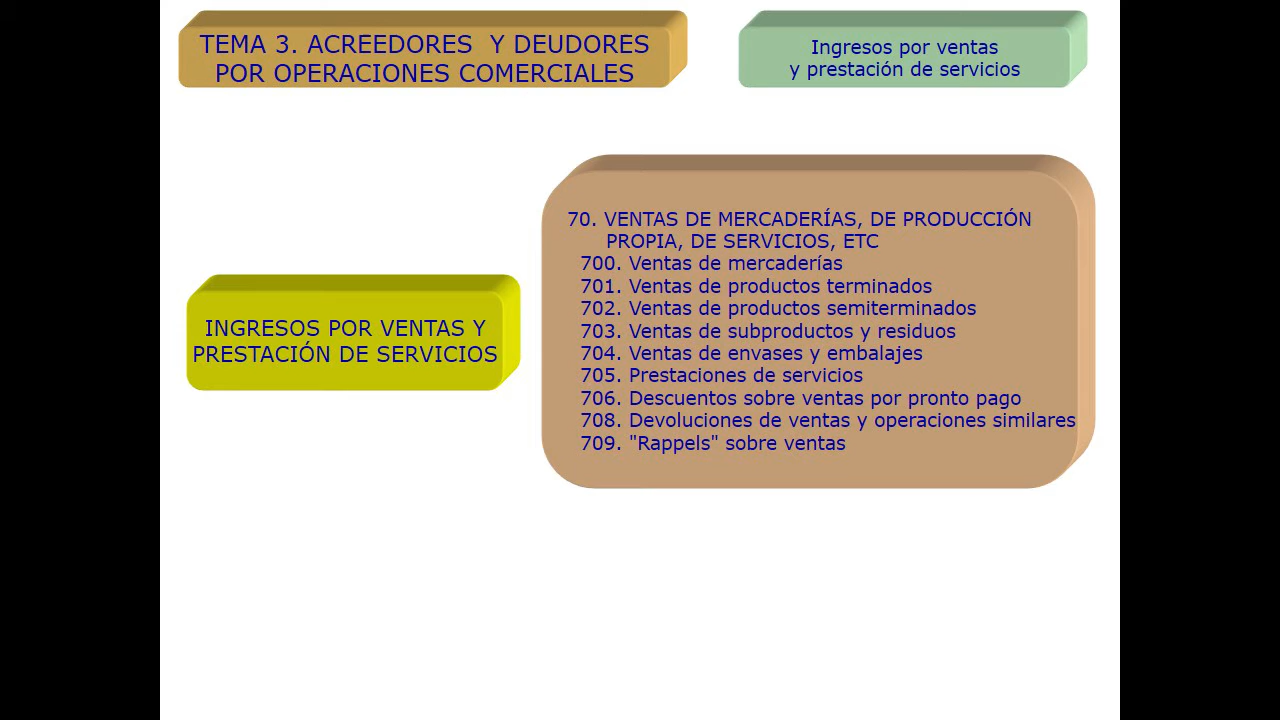 TEMA 3. ACREEDORES Y DEUDORES
POR OPERACIONES COMERCIALES
Ingresos por ventas
y prestación de servicios
INGRESOS POR VENTAS Y
PRESTACIÓN DE SERVICIOS
70. VENTAS DE MERCADERÍAS, DE PRODUCCIÓN
PROPIA, DE SERVICIOS, ETC
700. Ventas de mercaderías
701. Ventas de productos terminados
702. Ventas de productos semiterminados
703. Ventas de subproductos y residuos
704. Ventas de envases y embalajes
705. Prestaciones de servicios
706. Descuentos sobre ventas por pronto pago
708. Devoluciones de ventas y operaciones similares
709. "Rappels" sobre ventas